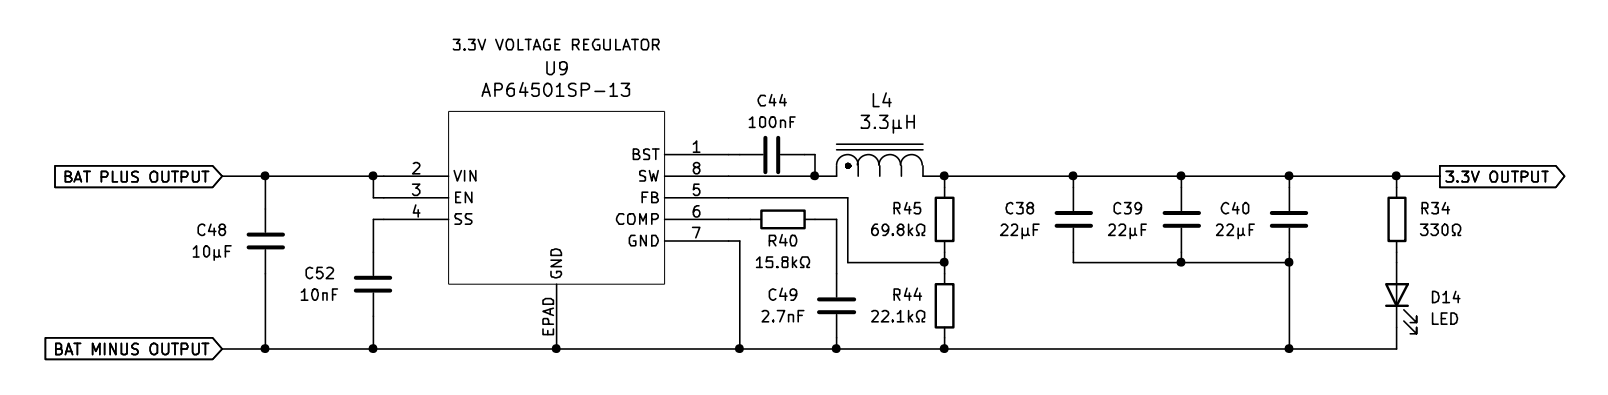 3.3V VOLTAGE REGULATOR
U9
AP64501SP-13
C44
100nF
L4
3.3µH
BST
1
BAT PLUS OUTPUT
2
VIN
SW
8
3.3V OUTPUT
3
EN
FB
5
4
SS
COMP
6
GND
7
C48
10µF
R40
15.8kΩ
R45
69.8kΩ
C38
22µF
C39
22µF
C40
22µF
R34
330Ω
C52
10nF
GND
EPAD
C49
2.7nF
R44
22.1kΩ
D14
LED
BAT MINUS OUTPUT